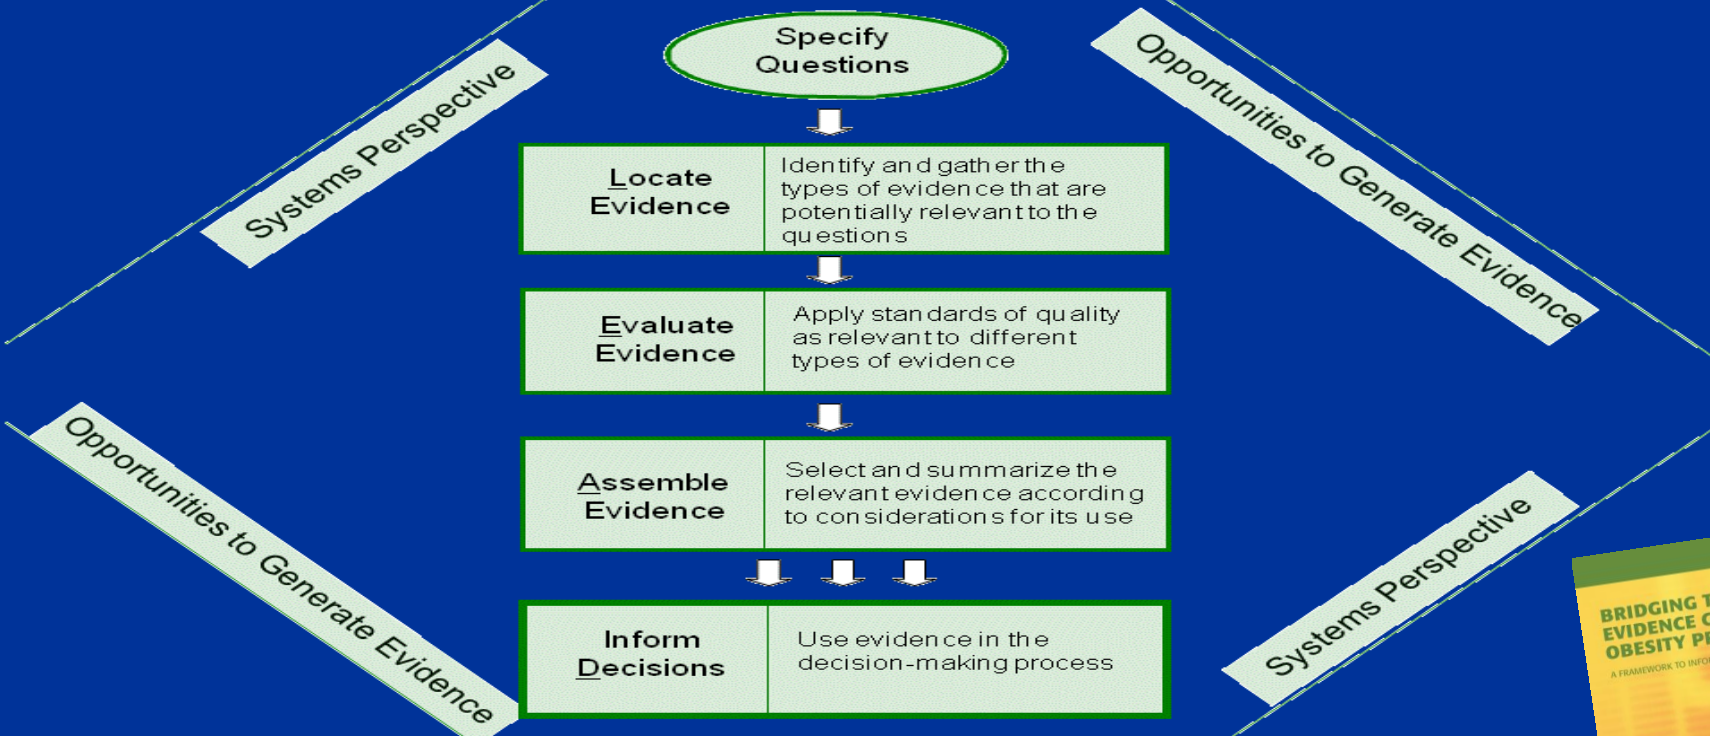 Specify
Questions
Systems Perspective
Opportunities to Generate Evidence
Locate
Evidence
Identify and gather the
types of evidence that are
potentially relevant to the
questions
Evaluate
Evidence
Apply standards of quality
as relevant to different
types of evidence
Assemble
Evidence
Select and summarize the
relevant evidence according
to considerations for its use
Inform
Decisions
Use evidence in the
decision-making process
Opportunities to Generate Evidence
Systems Perspective
BRIDGING
EVIDENCE
OBESITY
A FRAMEWORK TO